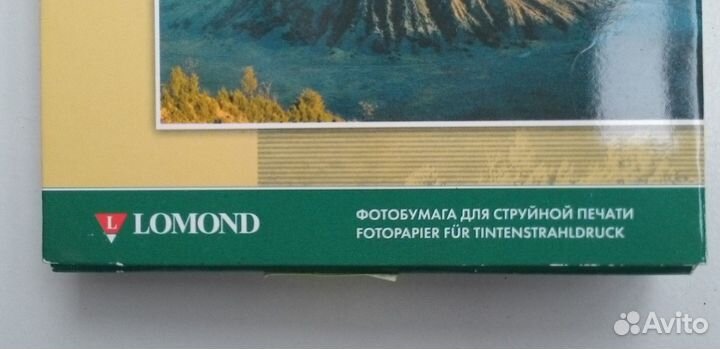 L LOMOND
ФОТОБУМАГА ДЛЯ СТРУЙНОЙ ПЕЧАТИ
FOTOPAPIER FÜR TINTENSTRAHLDRUCK
Avito